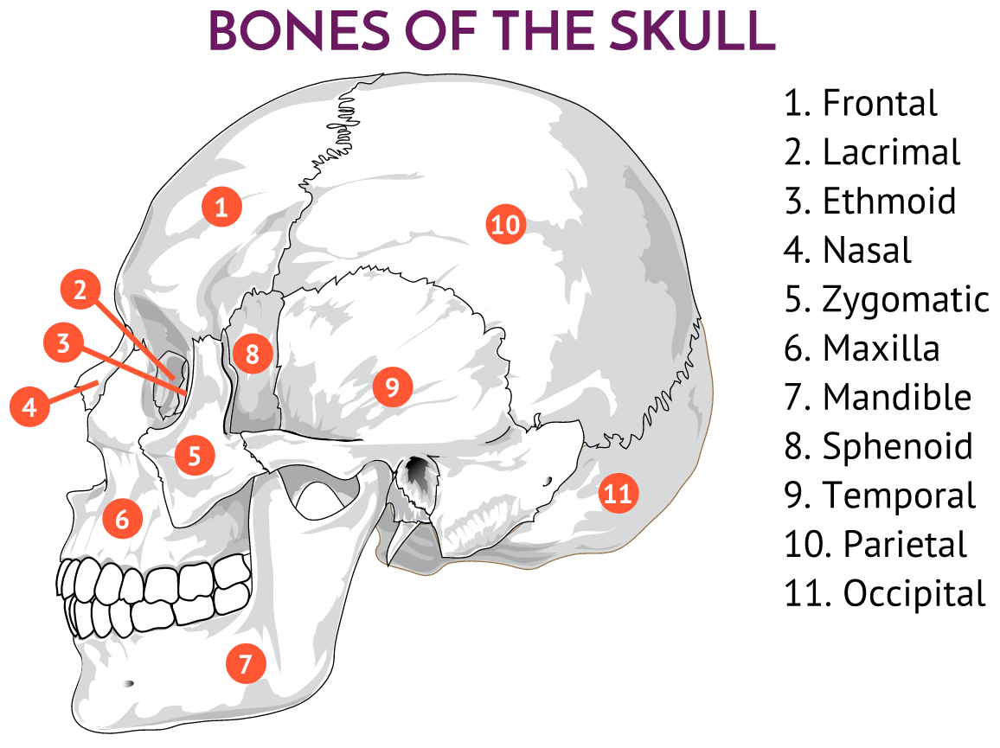 BONES OF THE SKULL
1. Frontal
2. Lacrimal
3. Ethmoid
4. Nasal
5. Zygomatic
6. Maxilla
7. Mandible
8. Sphenoid
9. Temporal
10. Parietal
11. Occipital
1
10
2
3
8
9
4
5
11
6
7